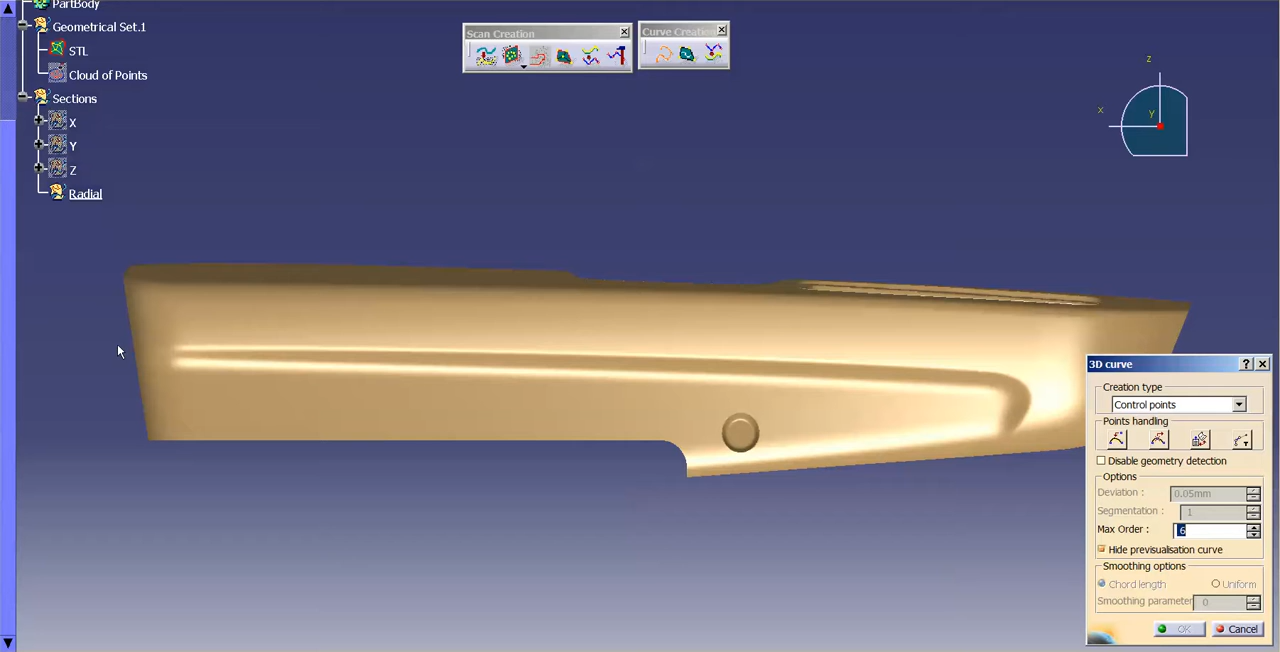 PartBody
Geometrical Set.1
STL
Cloud of Points
Sections
X
Y
Z
Radial
Scan Creation
Curve Creation
z
x
y
3D curve
Creation type
Control points
Points handling
Disable geometry detection
Options
Deviation : 0.05mm
Segmentation : 1
Max Order : 6
Hide previsualisation curve
Smoothing options
Chord length Uniform
Smoothing parameter 0
OK Cancel